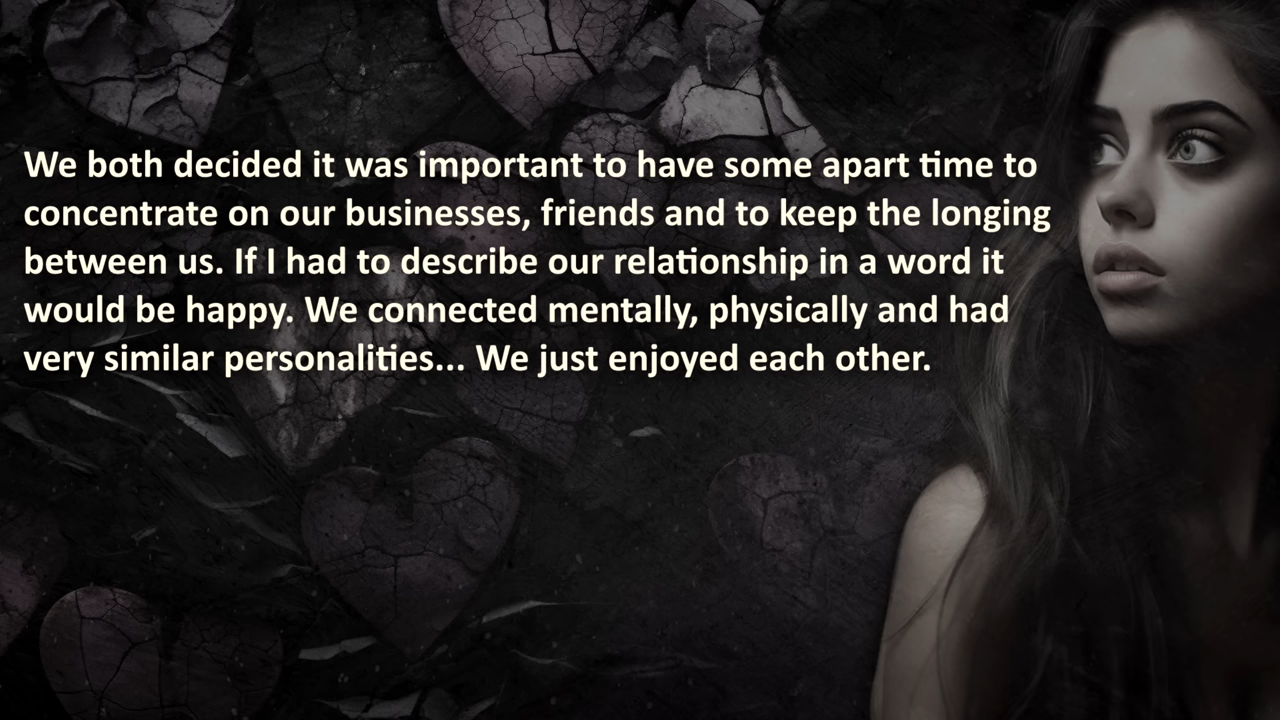 We both decided it was important to have some apart time to
concentrate on our businesses, friends and to keep the longing
between us. If I had to describe our relationship in a word it
would be happy. We connected mentally, physically and had
very similar personalities... We just enjoyed each other.